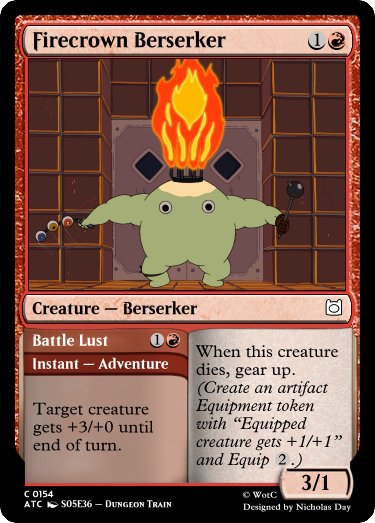 Firecrown Berserker 1
Creature — Berserker
Battle Lust 1
Instant — Adventure
Target creature
gets +3/+0 until
end of turn.
When this creature
dies, gear up.
(Create an artifact
Equipment token
with “Equipped
creature gets +1/+1”
and Equip 2.)
3/1
C 0154
ATC S05E36 – Dungeon Train
© WotC
Designed by Nicholas Day